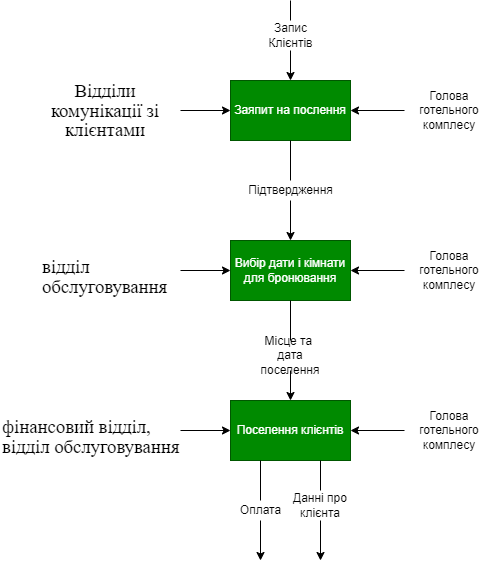 Запис
Клієнтів
Відділи
комунікації зі
клієнтами
Заяпит на послення
Голова
готельного
комплесу
Підтвердження
відділ
обслуговування
Вибір дати і кімнати
для бронювання
Голова
готельного
комплесу
Місце та
дата
поселення
фінансовий відділ,
відділ обслуговування
Поселення клієнтів
Голова
готельного
комплесу
Оплата
Данні про
клієнта